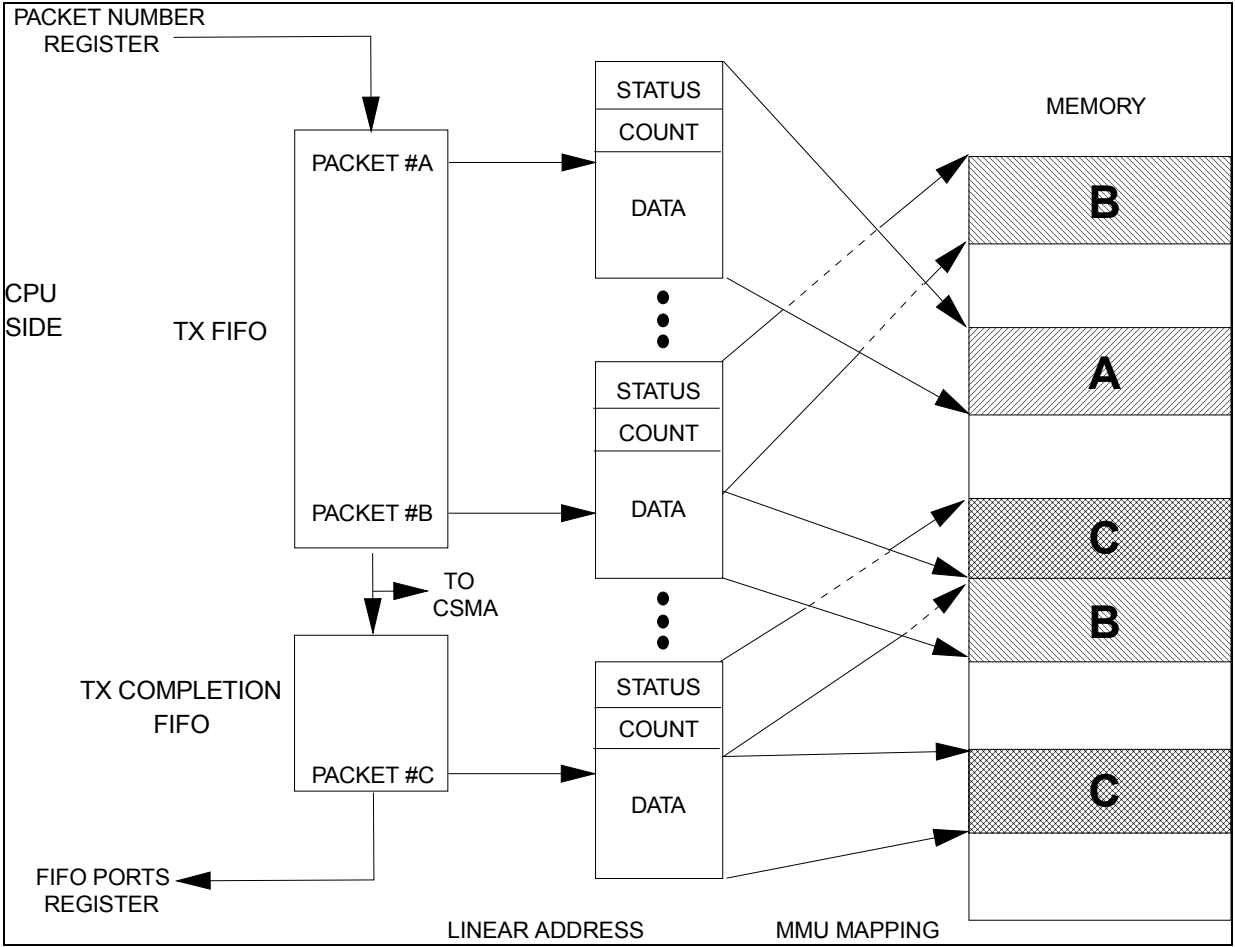 PACKET NUMBER
REGISTER
CPU
SIDE
TX FIFO
PACKET #A
PACKET #B
TO
CSMA
TX COMPLETION
FIFO
PACKET #C
FIFO PORTS
REGISTER
STATUS
COUNT
DATA
STATUS
COUNT
DATA
STATUS
COUNT
DATA
LINEAR ADDRESS
MMU MAPPING
MEMORY
B
A
C
B
C